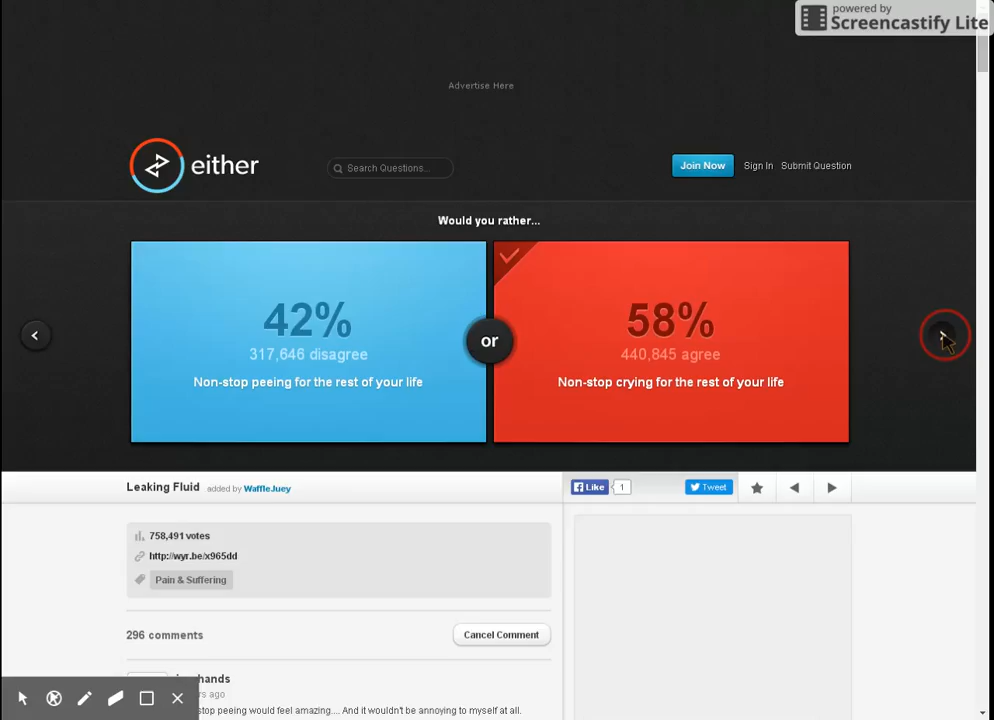 powered by
Screencastify Lite
Advertise Here
either
Search Questions...
Join Now
Sign In
Submit Question
Would you rather...
42%
317,646 disagree
Non-stop peeing for the rest of your life
or
58%
440,845 agree
Non-stop crying for the rest of your life
Leaking Fluid added by WaffleJuey
Like 1
Tweet
758,491 votes
http://wyr.be/x965dd
Pain & Suffering
296 comments
Cancel Comment
hands
ago
stop peeing would feel amazing.... And it wouldn't be annoying to myself at all.